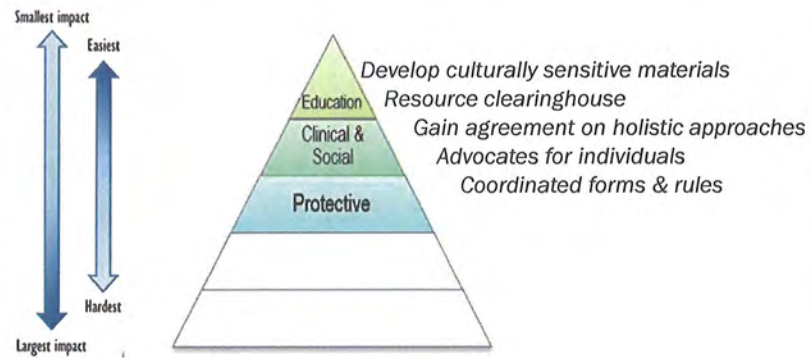 Smallest impact
Easiest
Develop culturally sensitive materials
Education
Resource clearinghouse
Clinical &
Social
Gain agreement on holistic approaches
Advocates for individuals
Coordinated forms & rules
Protective
Hardest
Largest impact